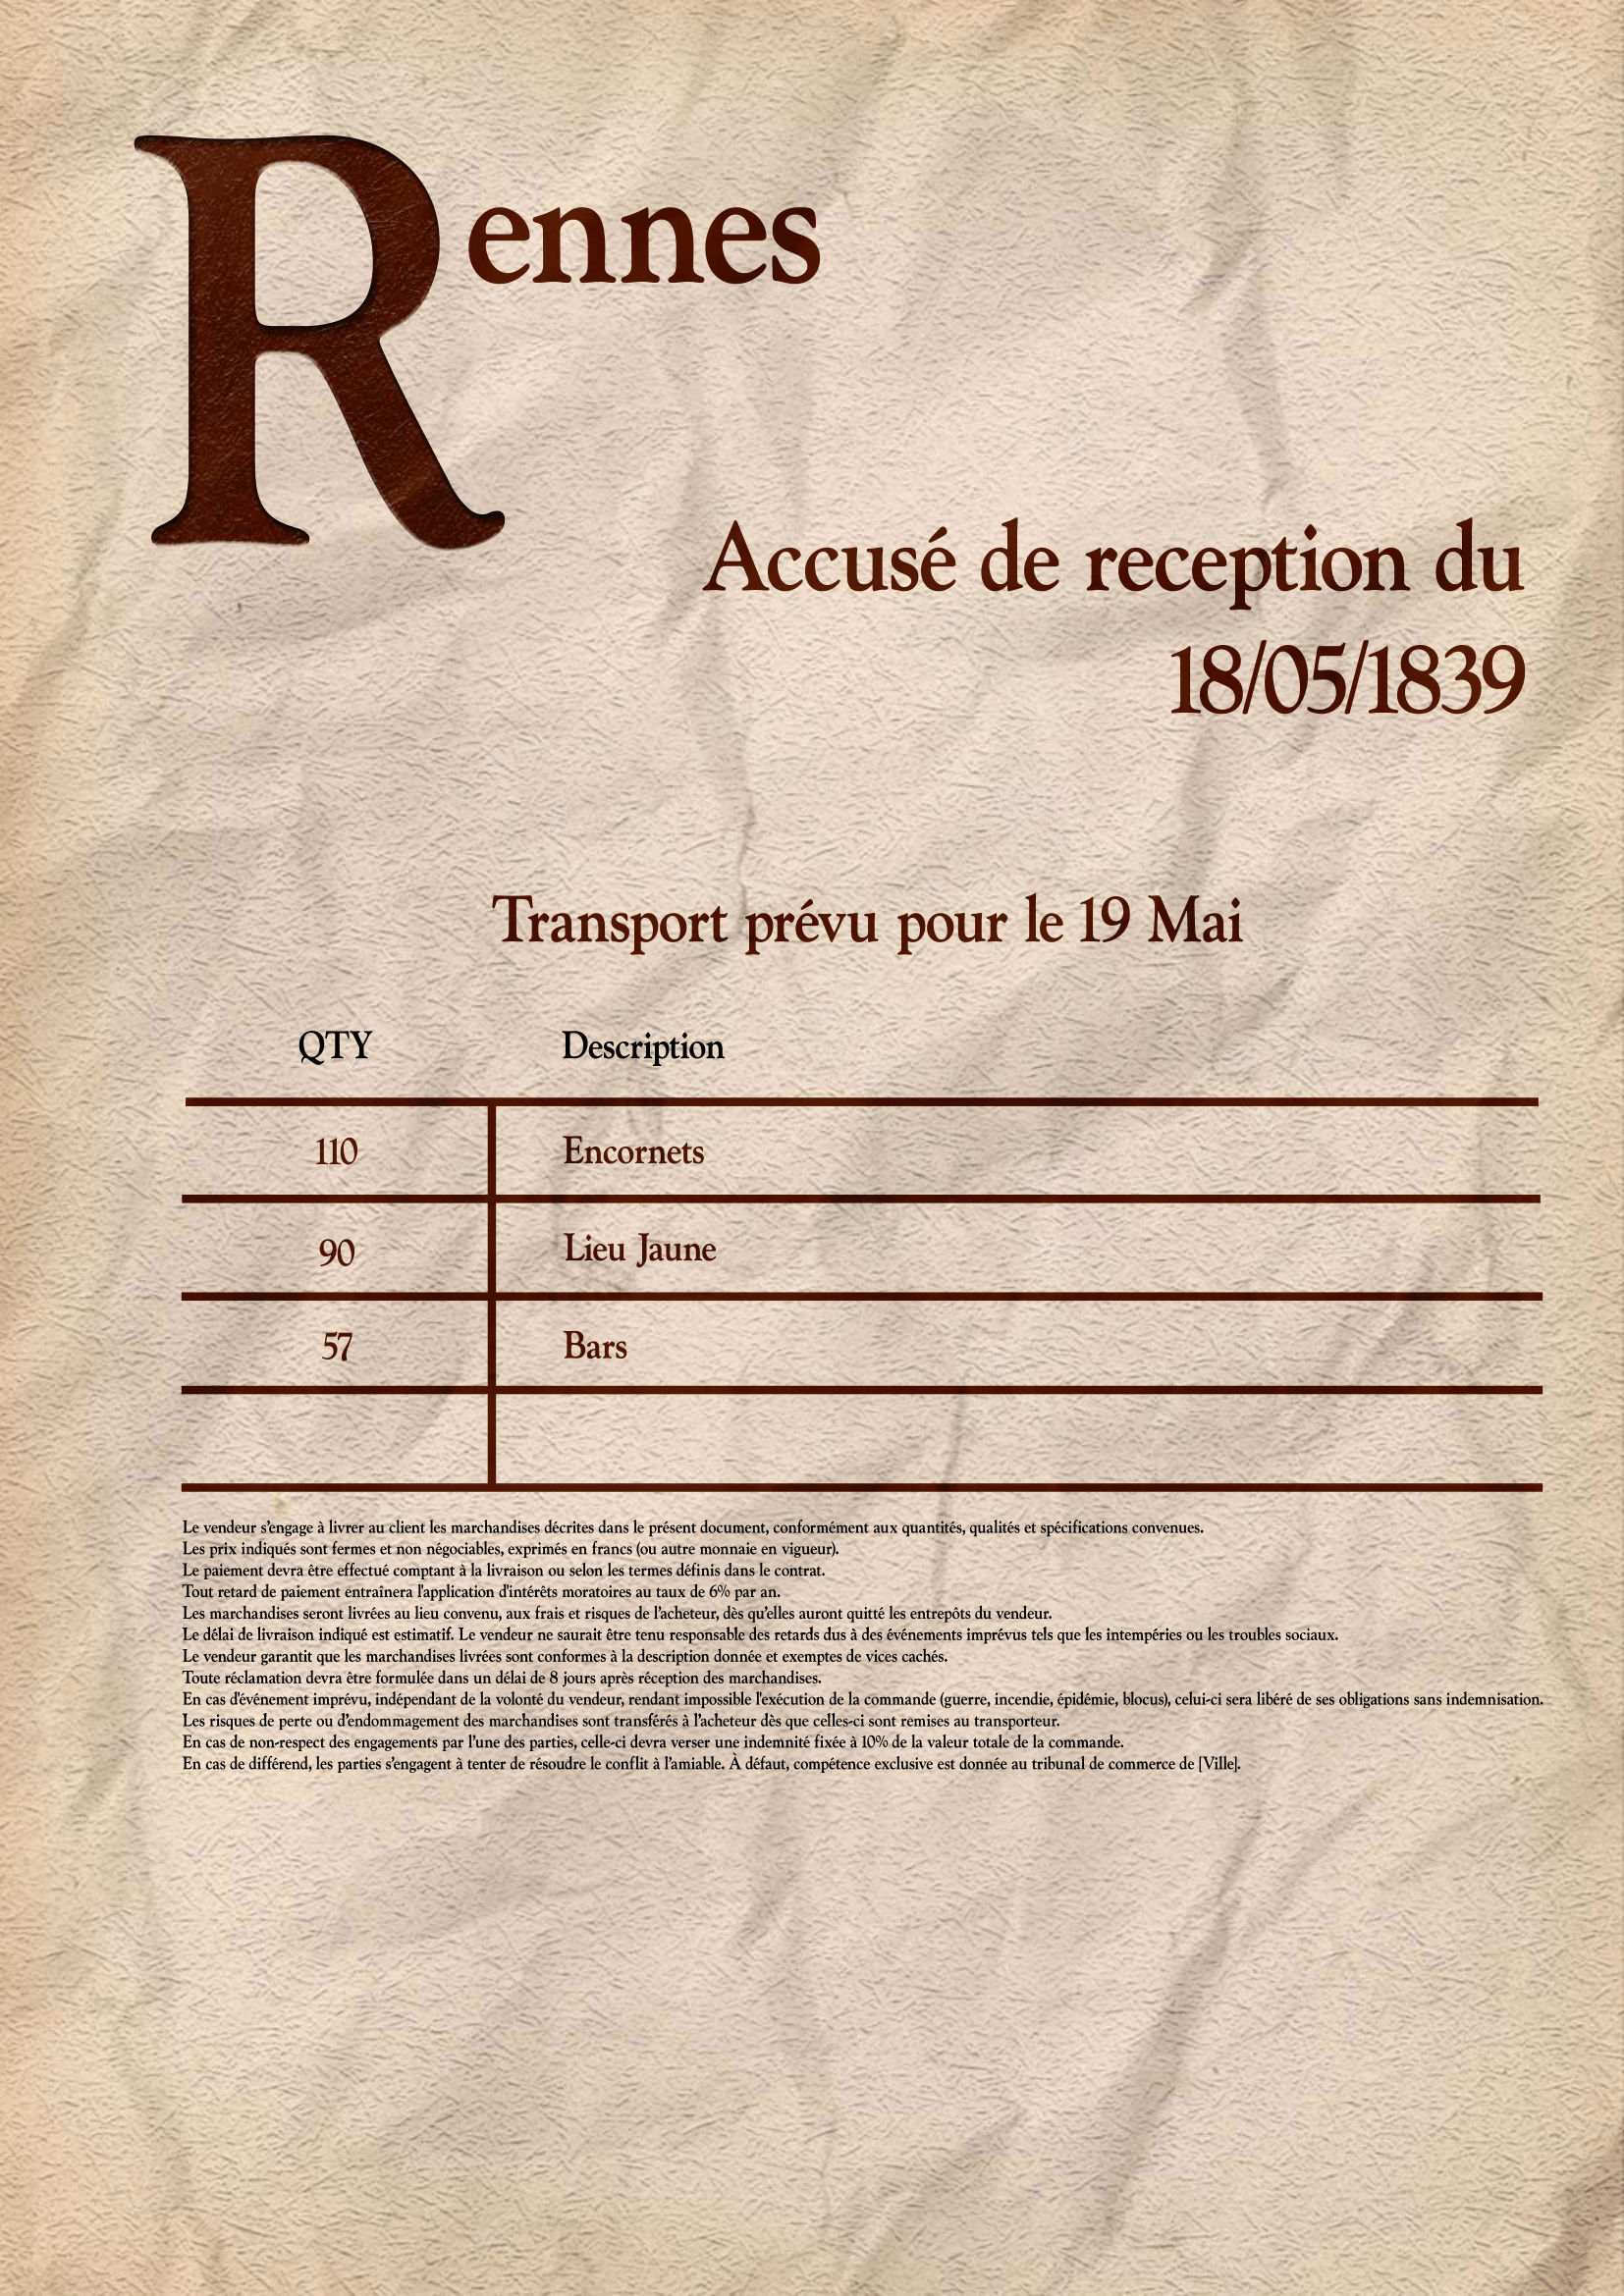 Rennes
Accusé de reception du
18/05/1839
Transport prévu pour le 19 Mai
QTY Description
110 Encornets
90 Lieu Jaune
57 Bars
Le vendeur s'engage à livrer au client les marchandises décrites dans le présent document, conformément aux quantités, qualités et spécifications convenues.
Les prix indiqués sont fermes et non négociables, exprimés en francs (ou autre monnaie en vigueur).
Le paiement devra être effectué comptant à la livraison ou selon les termes définis dans le contrat.
Tout retard de paiement entraînera l'application d'intérêts moratoires au taux de 6% par an.
Les marchandises seront livrées au lieu convenu, aux frais et risques de l'acheteur, dès qu'elles auront quitté les entrepôts du vendeur.
Le délai de livraison indiqué est estimatif. Le vendeur ne saurait être tenu responsable des retards dus à des événements imprévus tels que les intempéries ou les troubles sociaux.
Le vendeur garantit que les marchandises livrées sont conformes à la description donnée et exemptes de vices cachés.
Toute réclamation devra être formulée dans un délai de 8 jours après réception des marchandises.
En cas d'événement imprévu, indépendant de la volonté du vendeur, rendant impossible l'exécution de la commande (guerre, incendie, épidémie, blocus), celui-ci sera libéré de ses obligations sans indemnisation.
Les risques de perte ou d'endommagement des marchandises sont transférés à l'acheteur dès que celles-ci sont remises au transporteur.
En cas de non-respect des engagements par l'une des parties, celle-ci devra verser une indemnité fixée à 10% de la valeur totale de la commande.
En cas de différend, les parties s'engagent à tenter de résoudre le conflit à l'amiable. À défaut, compétence exclusive est donnée au tribunal de commerce de [Ville].